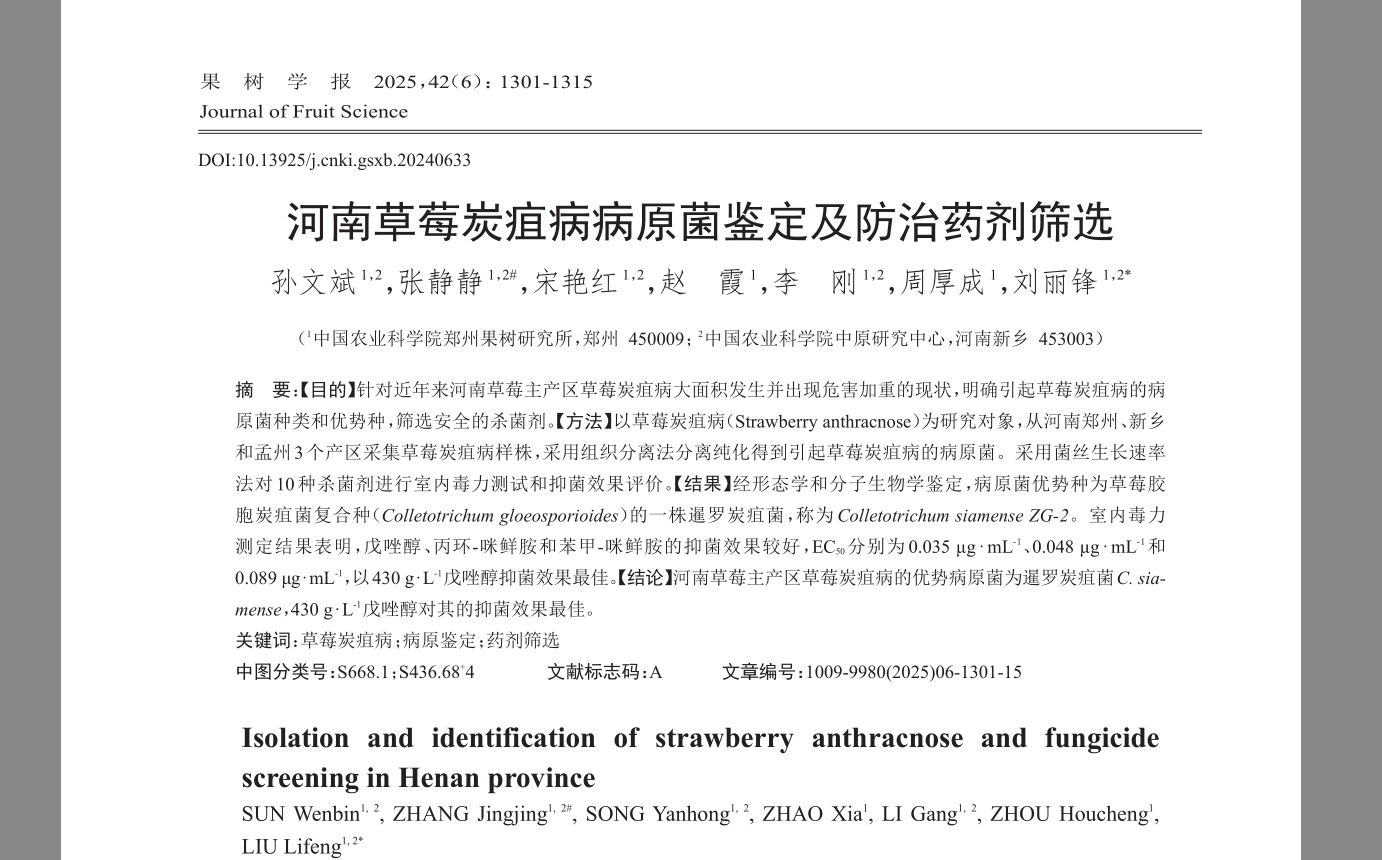 果 树 学 报 2025,42(6): 1301-1315
Journal of Fruit Science
DOI:10.13925/j.cnki.gsxb.20240633
河南草莓炭疽病病原菌鉴定及防治药剂筛选
孙文斌1,2,张静静1,2#,宋艳红1,2,赵 霞1,李 刚1,2,周厚成1,刘丽锋1,2*
(1中国农业科学院郑州果树研究所,郑州 450009; 2中国农业科学院中原研究中心,河南新乡 453003)
摘 要:【目的】针对近年来河南草莓主产区草莓炭疽病大面积发生并出现危害加重的现状,明确引起草莓炭疽病的病
原菌种类和优势种,筛选安全的杀菌剂。【方法】以草莓炭疽病(Strawberry anthracnose)为研究对象,从河南郑州、新乡
和孟州3个产区采集草莓炭疽病样株,采用组织分离法分离纯化得到引起草莓炭疽病的病原菌。采用菌丝生长速率
法对10种杀菌剂进行室内毒力测试和抑菌效果评价。【结果】经形态学和分子生物学鉴定,病原菌优势种为草莓胶
胞炭疽菌复合种(Colletotrichum gloeosporioides)的一株暹罗炭疽菌,称为Colletotrichum siamense ZG-2。室内毒力
测定结果表明,戊唑醇、丙环-咪鲜胺和苯甲-咪鲜胺的抑菌效果较好,EC50分别为0.035 μg·mL-1、0.048 μg·mL-1和
0.089 μg·mL-1,以430 g·L-1戊唑醇抑菌效果最佳。【结论】河南草莓主产区草莓炭疽病的优势病原菌为暹罗炭疽菌C. sia-
mense,430 g·L-1戊唑醇对其的抑菌效果最佳。
关键词:草莓炭疽病;病原鉴定;药剂筛选
中图分类号:S668.1;S436.68+4 文献标志码:A 文章编号:1009-9980(2025)06-1301-15
Isolation and identification of strawberry anthracnose and fungicide
screening in Henan province
SUN Wenbin1, 2, ZHANG Jingjing1, 2#, SONG Yanhong1, 2, ZHAO Xia1, LI Gang1, 2, ZHOU Houcheng1,
LIU Lifeng1, 2*